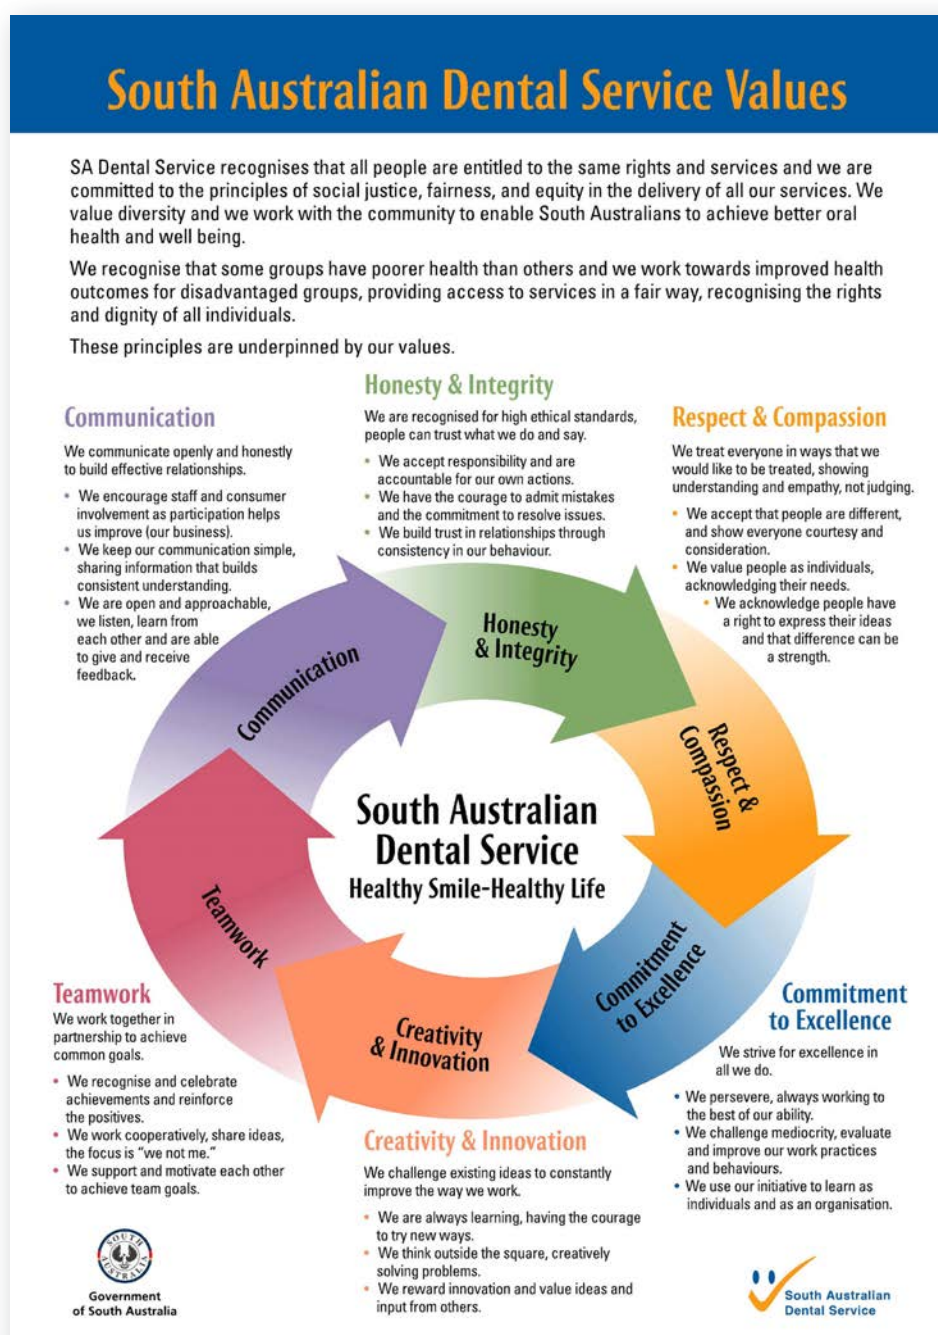 South Australian Dental Service Values
SA Dental Service recognises that all people are entitled to the same rights and services and we are
committed to the principles of social justice, fairness, and equity in the delivery of all our services. We
value diversity and we work with the community to enable South Australians to achieve better oral
health and well being.
We recognise that some groups have poorer health than others and we work towards improved health
outcomes for disadvantaged groups, providing access to services in a fair way, recognising the rights
and dignity of all individuals.
These principles are underpinned by our values.
Communication
We communicate openly and honestly
to build effective relationships.
• We encourage staff and consumer
involvement as participation helps
us improve (our business).
• We keep our communication simple,
sharing information that builds
consistent understanding.
• We are open and approachable,
we listen, learn from
each other and are able
to give and receive
feedback.
Honesty & Integrity
We are recognised for high ethical standards,
people can trust what we do and say.
• We accept responsibility and are
accountable for our own actions.
• We have the courage to admit mistakes
and the commitment to resolve issues.
• We build trust in relationships through
consistency in our behaviour.
Respect & Compassion
We treat everyone in ways that we
would like to be treated, showing
understanding and empathy, not judging.
• We accept that people are different,
and show everyone courtesy and
consideration.
• We value people as individuals,
acknowledging their needs.
• We acknowledge people have
a right to express their ideas
and that difference can be
a strength.
Communication
Honesty
& Integrity
Respect &
Compassion
South Australian
Dental Service
Healthy Smile-Healthy Life
Teamwork
Creativity
& Innovation
Commitment
to Excellence
Teamwork
We work together in
partnership to achieve
common goals.
• We recognise and celebrate
achievements and reinforce
the positives.
• We work cooperatively, share ideas,
the focus is “we not me.”
• We support and motivate each other
to achieve team goals.
Creativity & Innovation
We challenge existing ideas to constantly
improve the way we work.
• We are always learning, having the courage
to try new ways.
• We think outside the square, creatively
solving problems.
• We reward innovation and value ideas and
input from others.
Commitment
to Excellence
We strive for excellence in
all we do.
• We persevere, always working to
the best of our ability.
• We challenge mediocrity, evaluate
and improve our work practices
and behaviours.
• We use our initiative to learn as
individuals and as an organisation.
SOUTH
AUSTRALIA
Government
of South Australia
South Australian
Dental Service